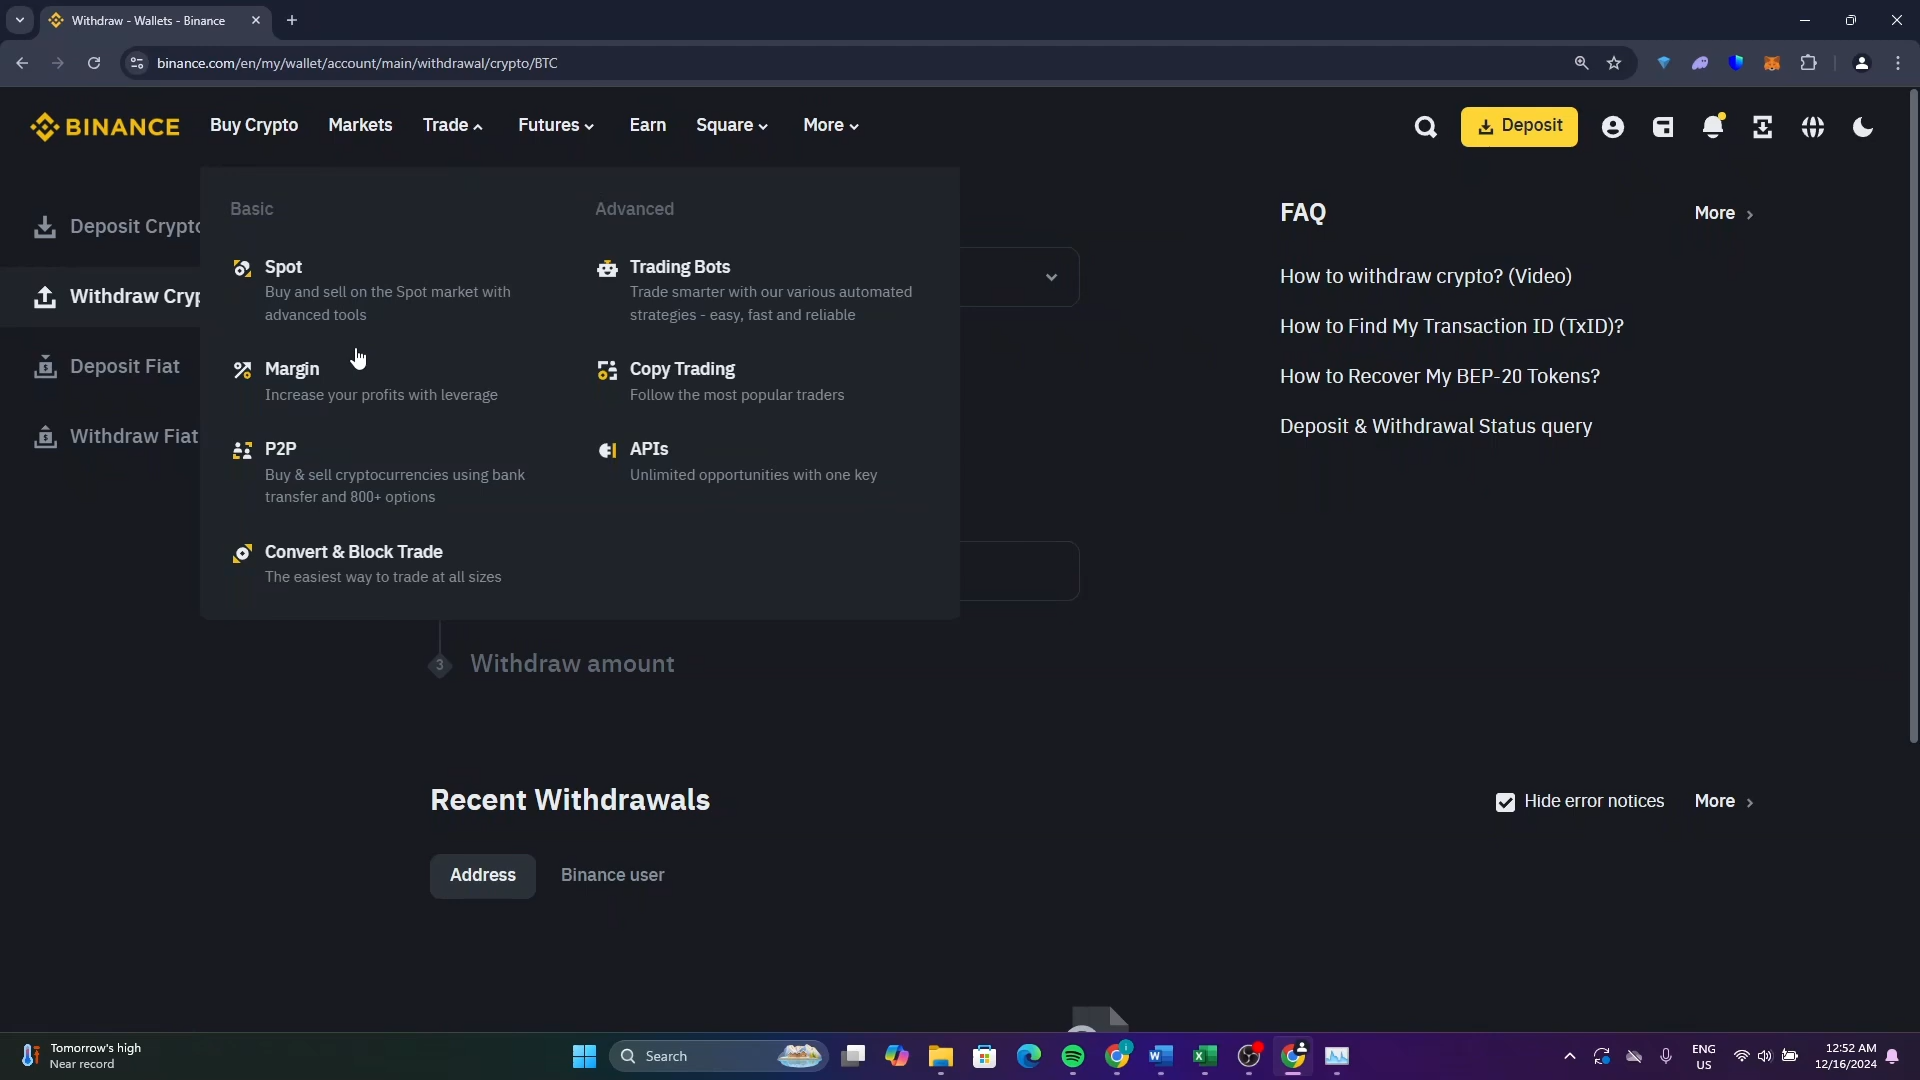 Withdraw - Wallets - Binance
binance.com/en/my/wallet/account/main/withdrawal/crypto/BTC
BINANCE Buy Crypto Markets Trade Futures Earn Square More Deposit
Deposit Crypto
Withdraw Cryp
Deposit Fiat
Withdraw Fiat
Basic
Spot
Buy and sell on the Spot market with
advanced tools
Margin
Increase your profits with leverage
P2P
Buy & sell cryptocurrencies using bank
transfer and 800+ options
Convert & Block Trade
The easiest way to trade at all sizes
Advanced
Trading Bots
Trade smarter with our various automated
strategies - easy, fast and reliable
Copy Trading
Follow the most popular traders
APIs
Unlimited opportunities with one key
FAQ More
How to withdraw crypto? (Video)
How to Find My Transaction ID (TxID)?
How to Recover My BEP-20 Tokens?
Deposit & Withdrawal Status query
3 Withdraw amount
Recent Withdrawals
Hide error notices More
Address Binance user
Tomorrow's high
Near record
Search
ENG
US
12:52 AM
12/16/2024